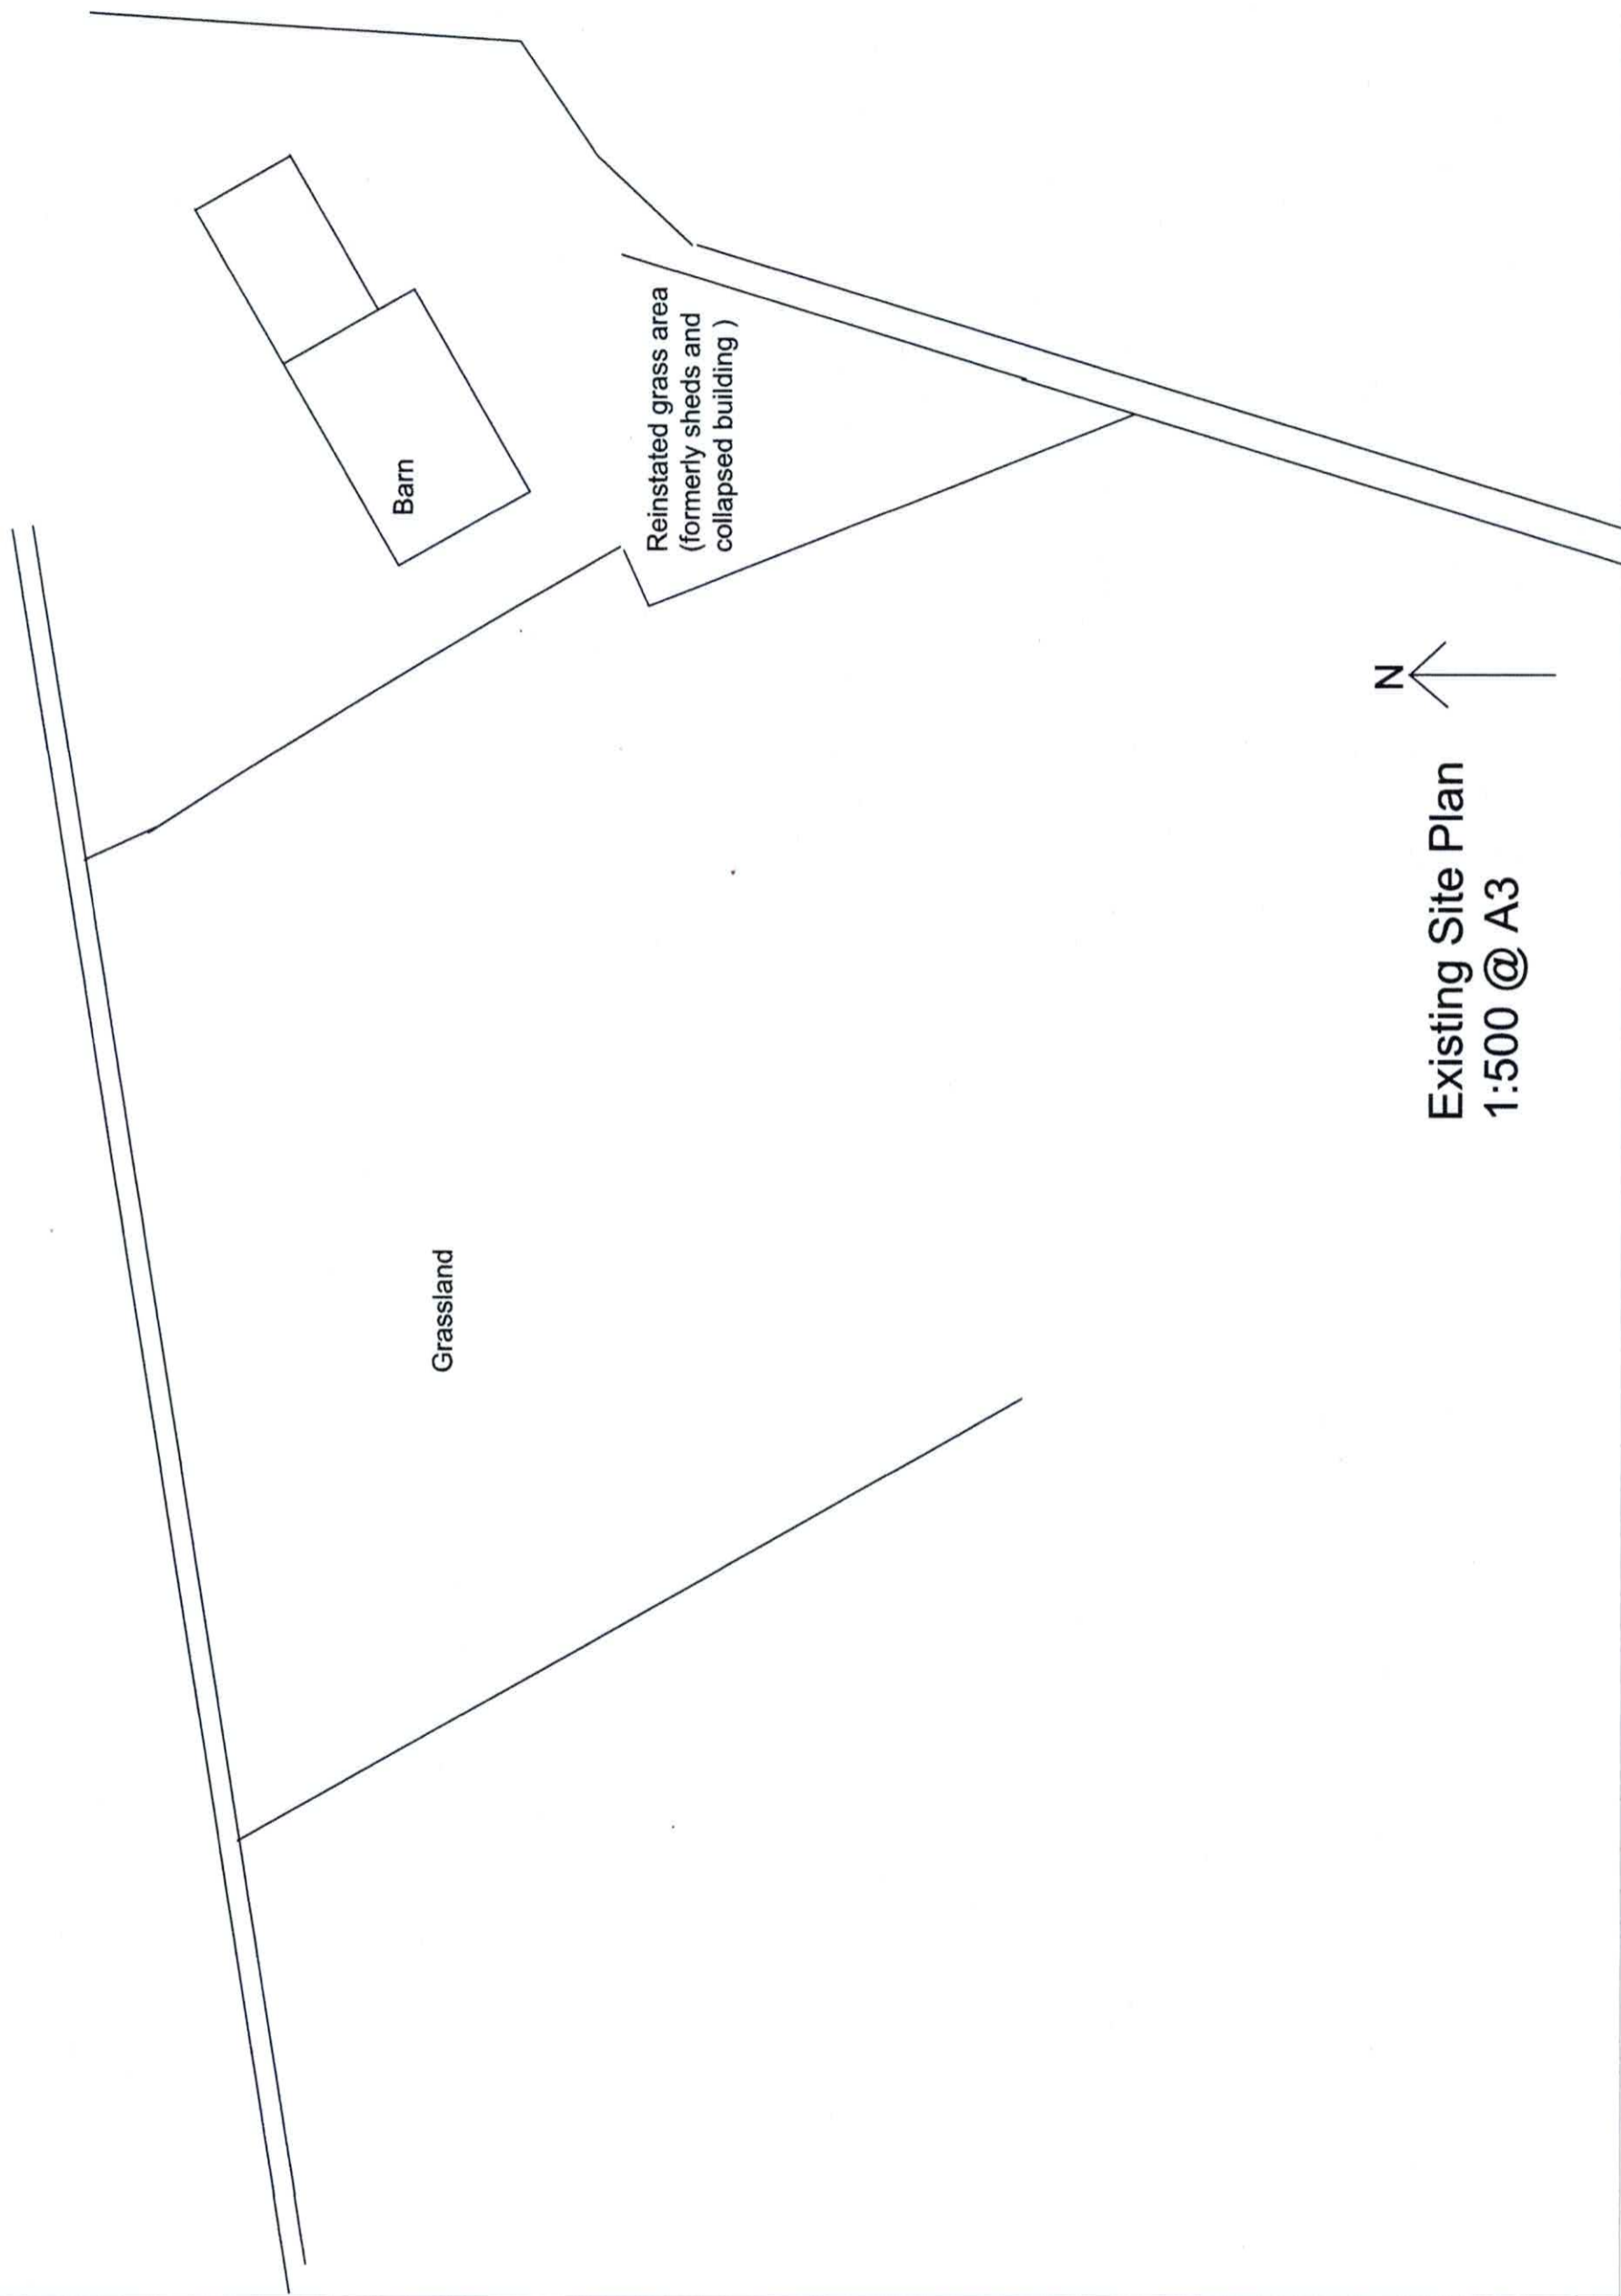 Barn
Reinstated grass area
(formerly sheds and
collapsed building )
Grassland
N
Existing Site Plan
1:500 @ A3